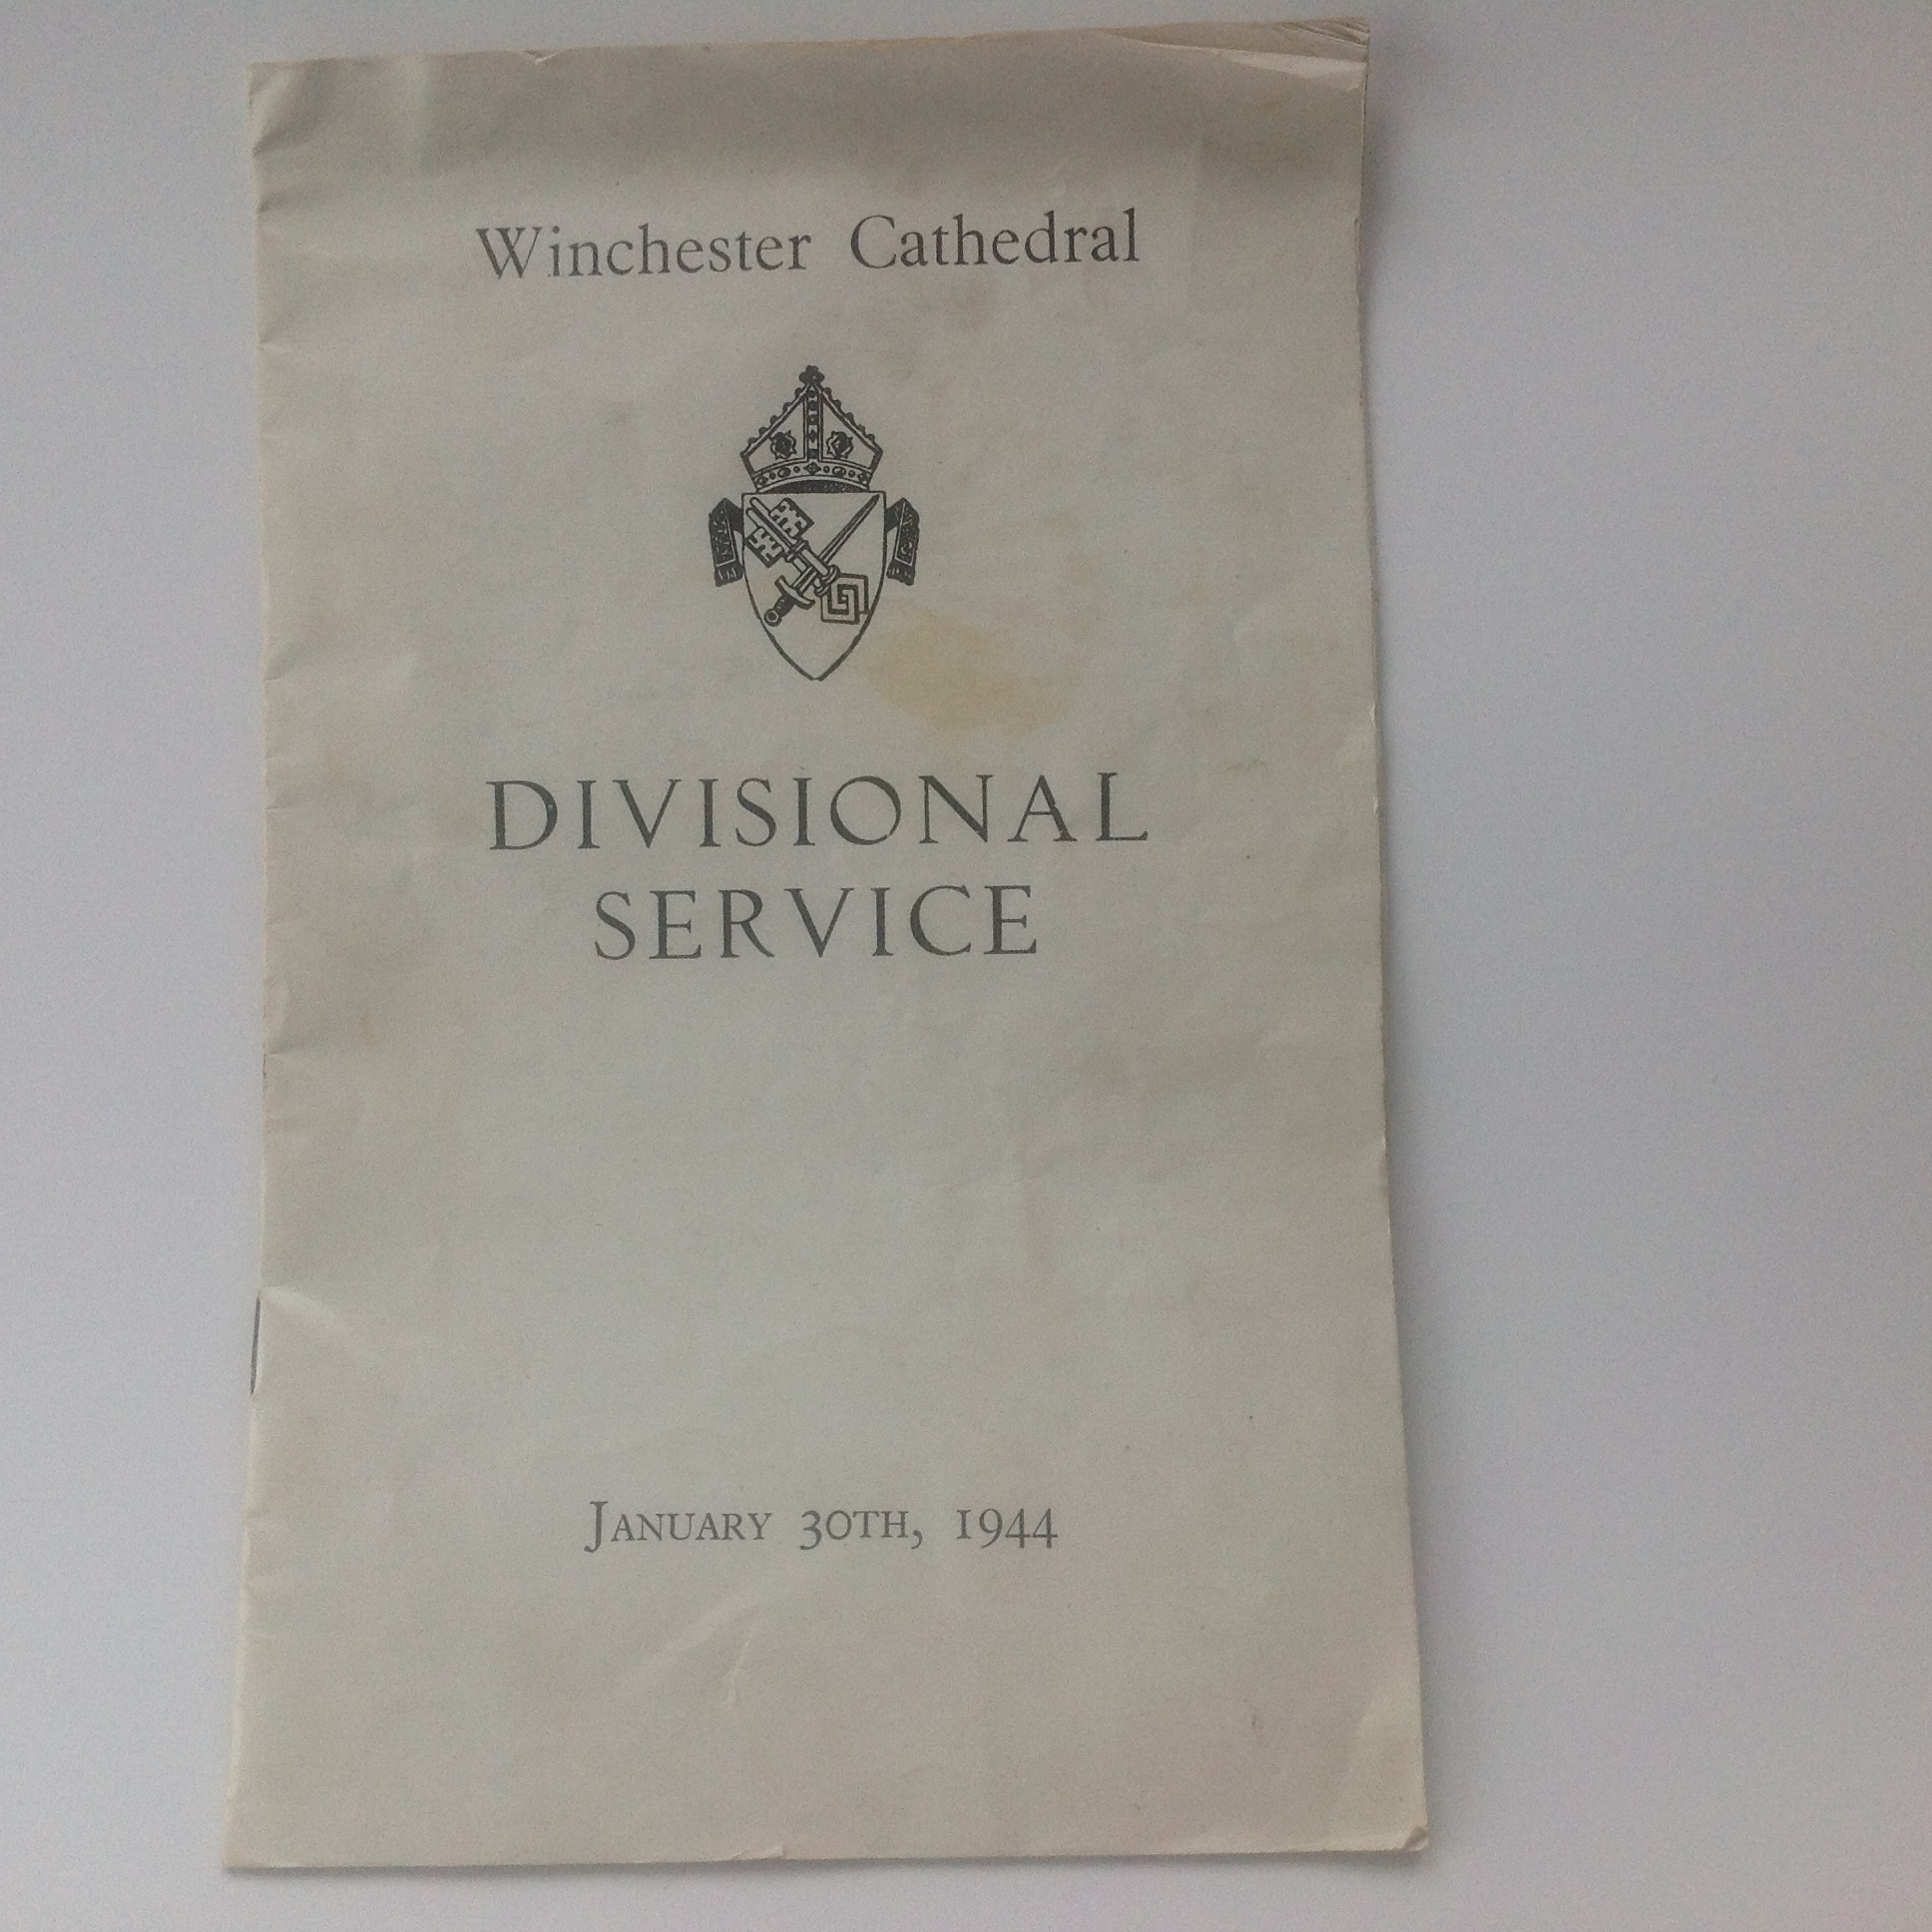 Winchester Cathedral
DIVISIONAL
SERVICE
January 30th, 1944